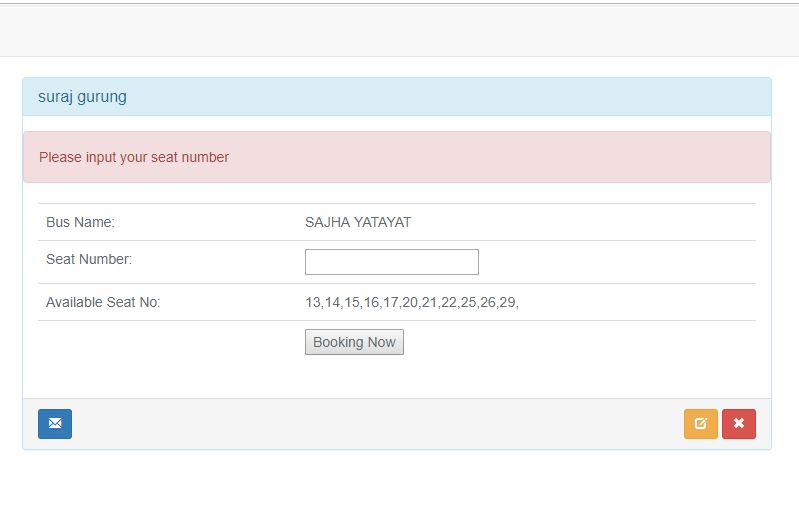 suraj gurung
Please input your seat number
Bus Name: SAJHA YATAYAT
Seat Number:
Available Seat No: 13,14,15,16,17,20,21,22,25,26,29,
Booking Now